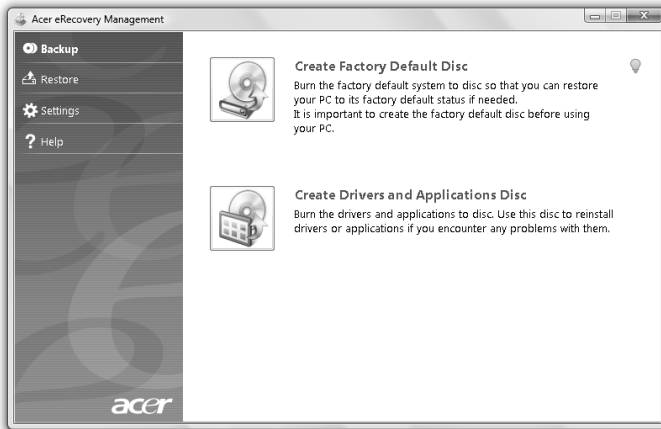 Acer eRecovery Management
Backup
Restore
Settings
Help
Create Factory Default Disc
Burn the factory default system to disc so that you can restore
your PC to its factory default status if needed.
It is important to create the factory default disc before using
your PC.
Create Drivers and Applications Disc
Burn the drivers and applications to disc. Use this disc to reinstall
drivers or applications if you encounter any problems with them.
acer